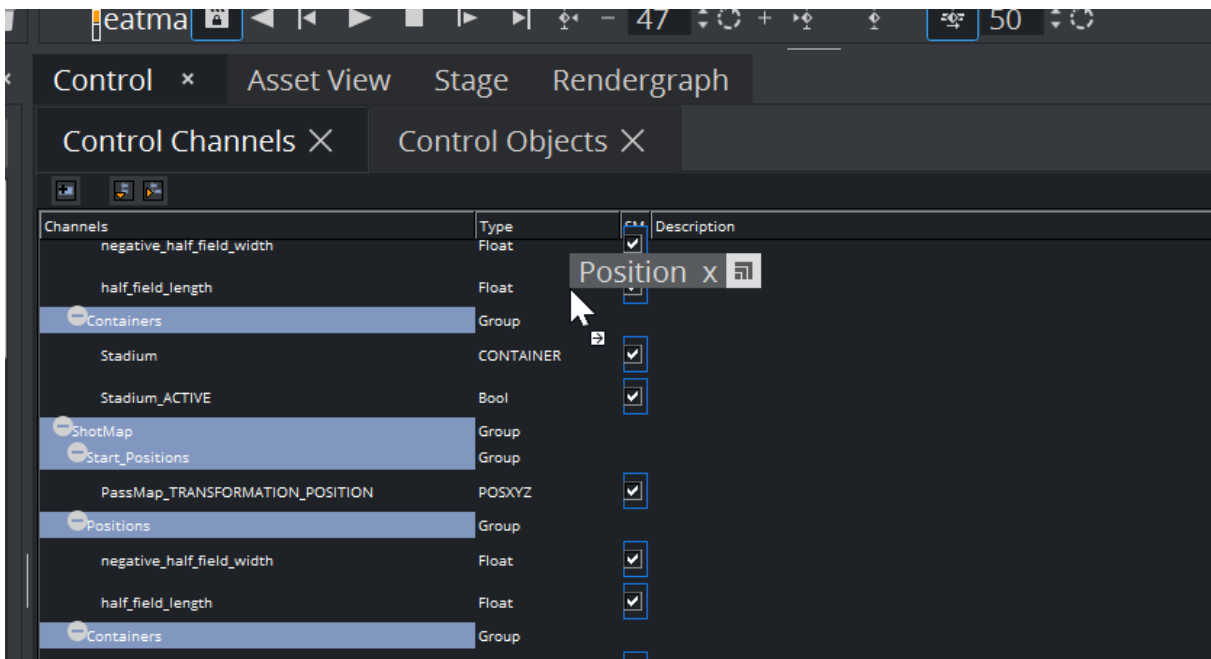 eatma 47 50
Control × Asset View Stage Rendergraph
Control Channels × Control Objects ×
Channels Type Description
negative_half_field_width Float
Position x
half_field_length Float
Containers Group
Stadium CONTAINER
Stadium_ACTIVE Bool
ShotMap Group
Start_Positions Group
PassMap_TRANSFORMATION_POSITION POSXYZ
Positions Group
negative_half_field_width Float
half_field_length Float
Containers Group